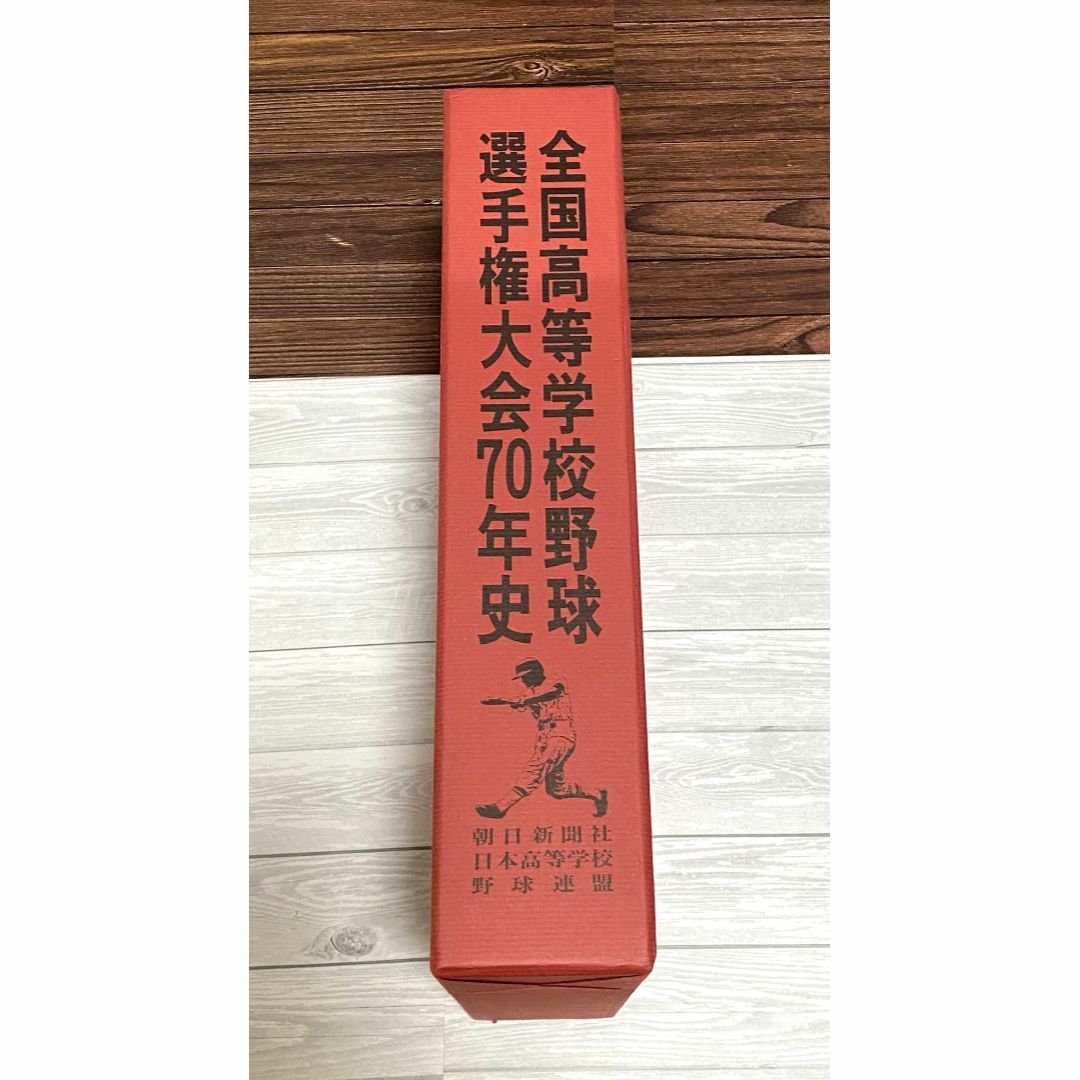 全国高等学校野球
選手権大会70年史
朝日新聞社
日本高等学校
野球連盟